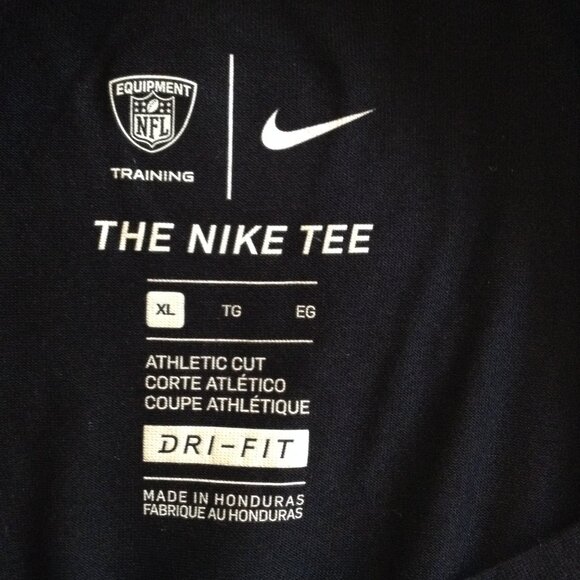 EQUIPMENT
NFL
TRAINING
THE NIKE TEE
XL TG EG
ATHLETIC CUT
CORTE ATLÉTICO
COUPE ATHLÉTIQUE
DRI-FIT
MADE IN HONDURAS
FABRIQUE AU HONDURAS